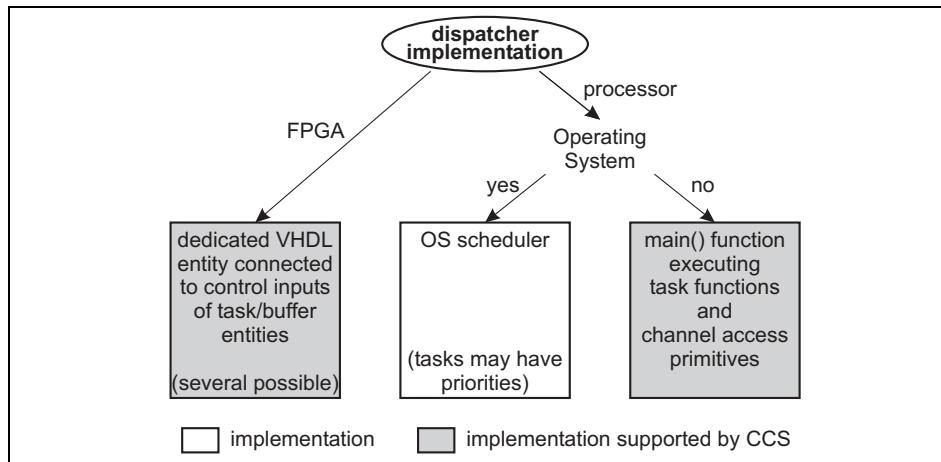 dispatcher
implementation
processor
FPGA
Operating
System
yes
no
dedicated VHDL
entity connected
to control inputs
of task/buffer
entities
(several possible)
OS scheduler
(tasks may have
priorities)
main() function
executing
task functions
and
channel access
primitives
implementation
implementation supported by CCS